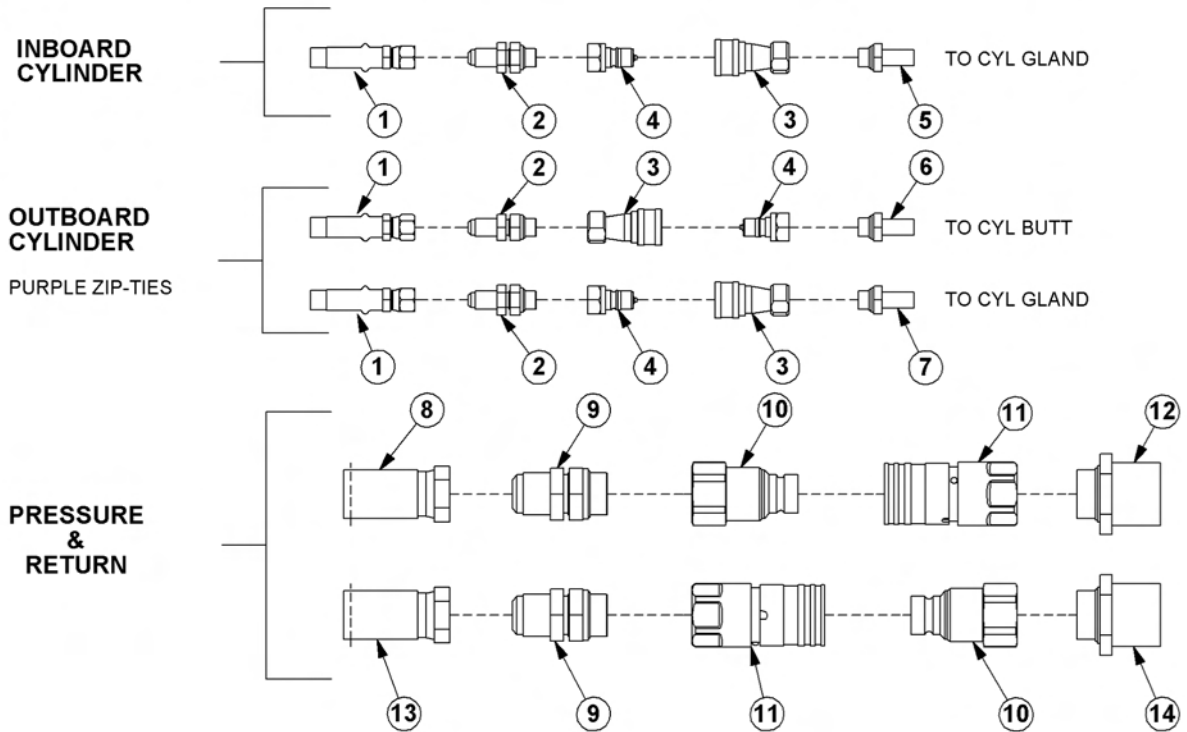 INBOARD
CYLINDER
TO CYL GLAND
1
2
4
3
5
1
2
3
4
6
OUTBOARD
CYLINDER
TO CYL BUTT
PURPLE ZIP-TIES
TO CYL GLAND
1
2
4
3
7
8
9
10
11
12
PRESSURE
&
RETURN
13
9
11
10
14